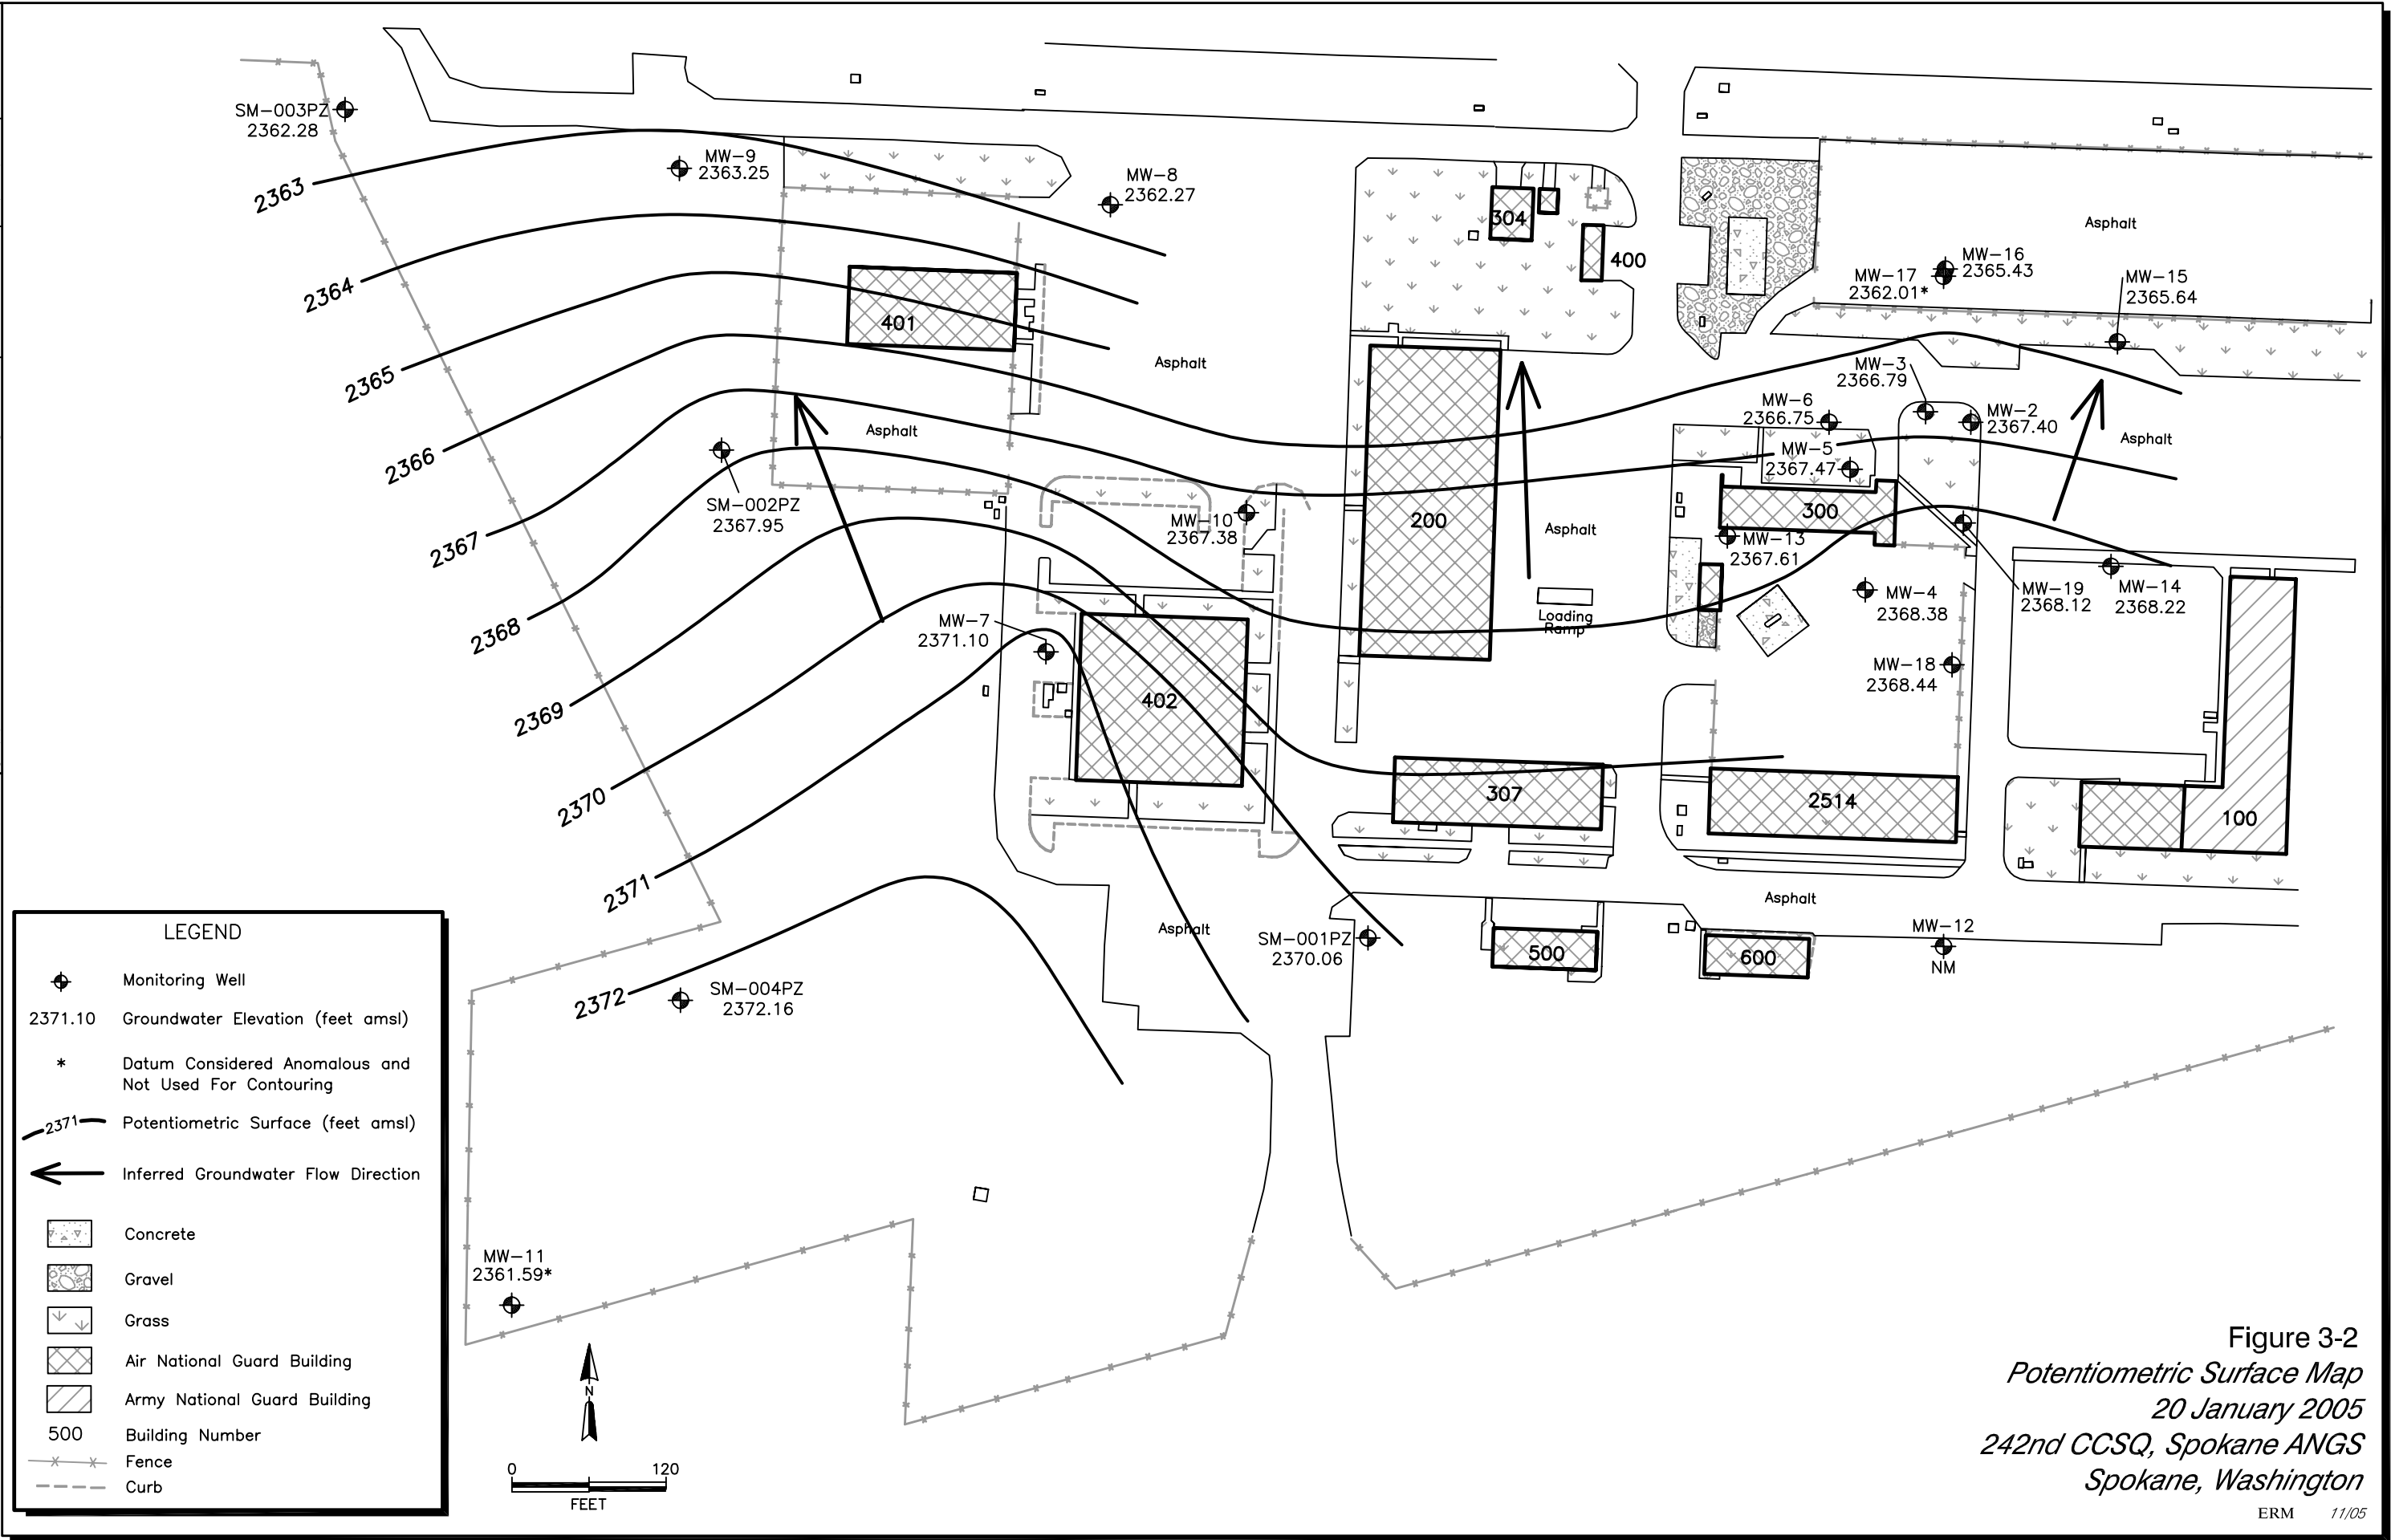 SM-003PZ
2362.28
MW-9
2363.25
MW-8
2362.27
2363
2364
2365
2366
2367
2368
2369
2370
2371
2372
401
Asphalt
Asphalt
SM-002PZ
2367.95
MW-10
2367.38
MW-7
2371.10
402
304
400
200
Asphalt
Loading
Ramp
307
Asphalt
MW-16
2365.43
MW-17
2362.01*
MW-15
2365.64
MW-3
2366.79
MW-6
2366.75
MW-2
2367.40
MW-5
2367.47
Asphalt
300
MW-13
2367.61
MW-4
2368.38
MW-19
2368.12
MW-14
2368.22
MW-18
2368.44
2514
100
Asphalt
Asphalt
SM-001PZ
2370.06
500
600
MW-12
NM
SM-004PZ
2372.16
MW-11
2361.59*
LEGEND
Monitoring Well
2371.10 Groundwater Elevation (feet amsl)
* Datum Considered Anomalous and
Not Used For Contouring
2371 Potentiometric Surface (feet amsl)
Inferred Groundwater Flow Direction
Concrete
Gravel
Grass
Air National Guard Building
Army National Guard Building
500 Building Number
Fence
Curb
N
0 120
FEET
Figure 3-2
Potentiometric Surface Map
20 January 2005
242nd CCSQ, Spokane ANGS
Spokane, Washington
ERM 11/05